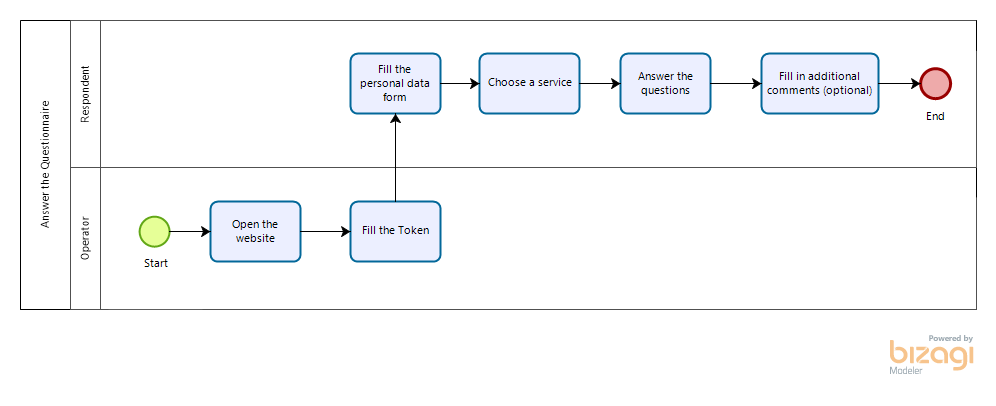 Answer the Questionnaire
Respondent
Fill the
personal data
form
Choose a service
Answer the
questions
Fill in additional
comments (optional)
End
Operator
Start
Open the
website
Fill the Token
Powered by
bizagi
Modeler